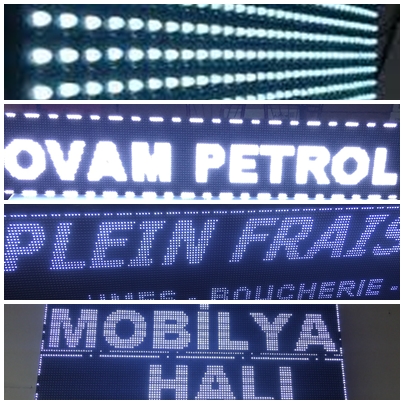 OVAM PETROL
PLEIN FRAIS
- BOUCHERIE -
MOBİLYA
HALI